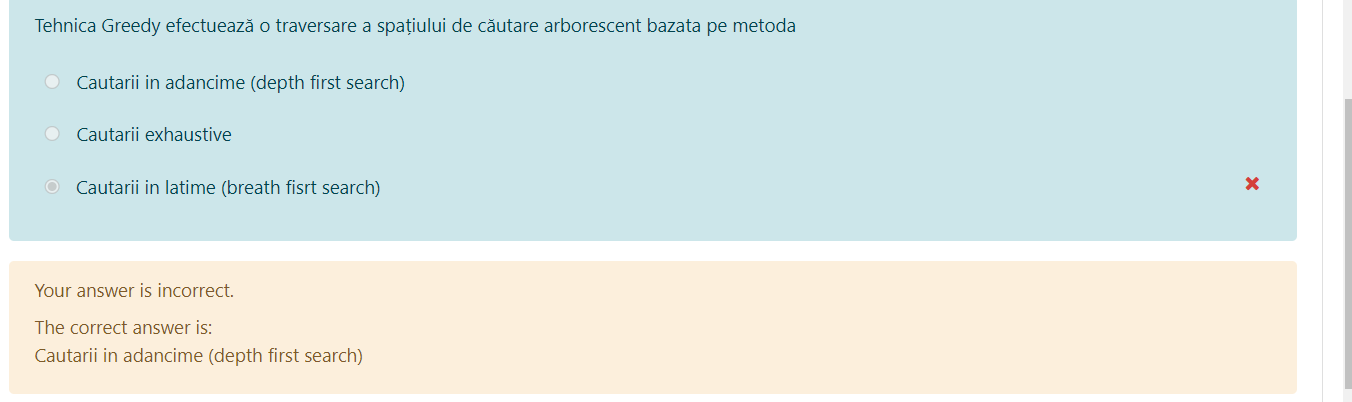 Tehnica Greedy efectuează o traversare a spațiului de căutare arborescent bazata pe metoda
Cautarii in adancime (depth first search)
Cautarii exhaustive
Cautarii in latime (breath fisrt search)
Your answer is incorrect.
The correct answer is:
Cautarii in adancime (depth first search)